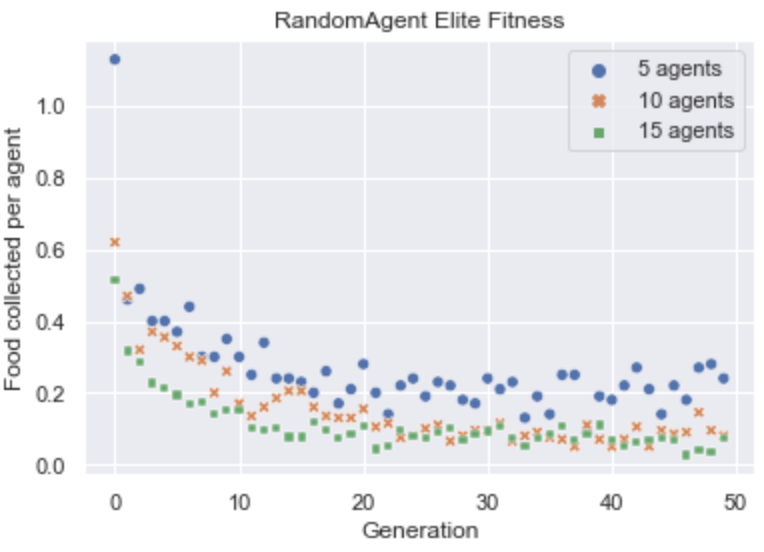 RandomAgent Elite Fitness
5 agents
10 agents
15 agents
Food collected per agent
1.0
0.8
0.6
0.4
0.2
0.0
0 10 20 30 40 50
Generation